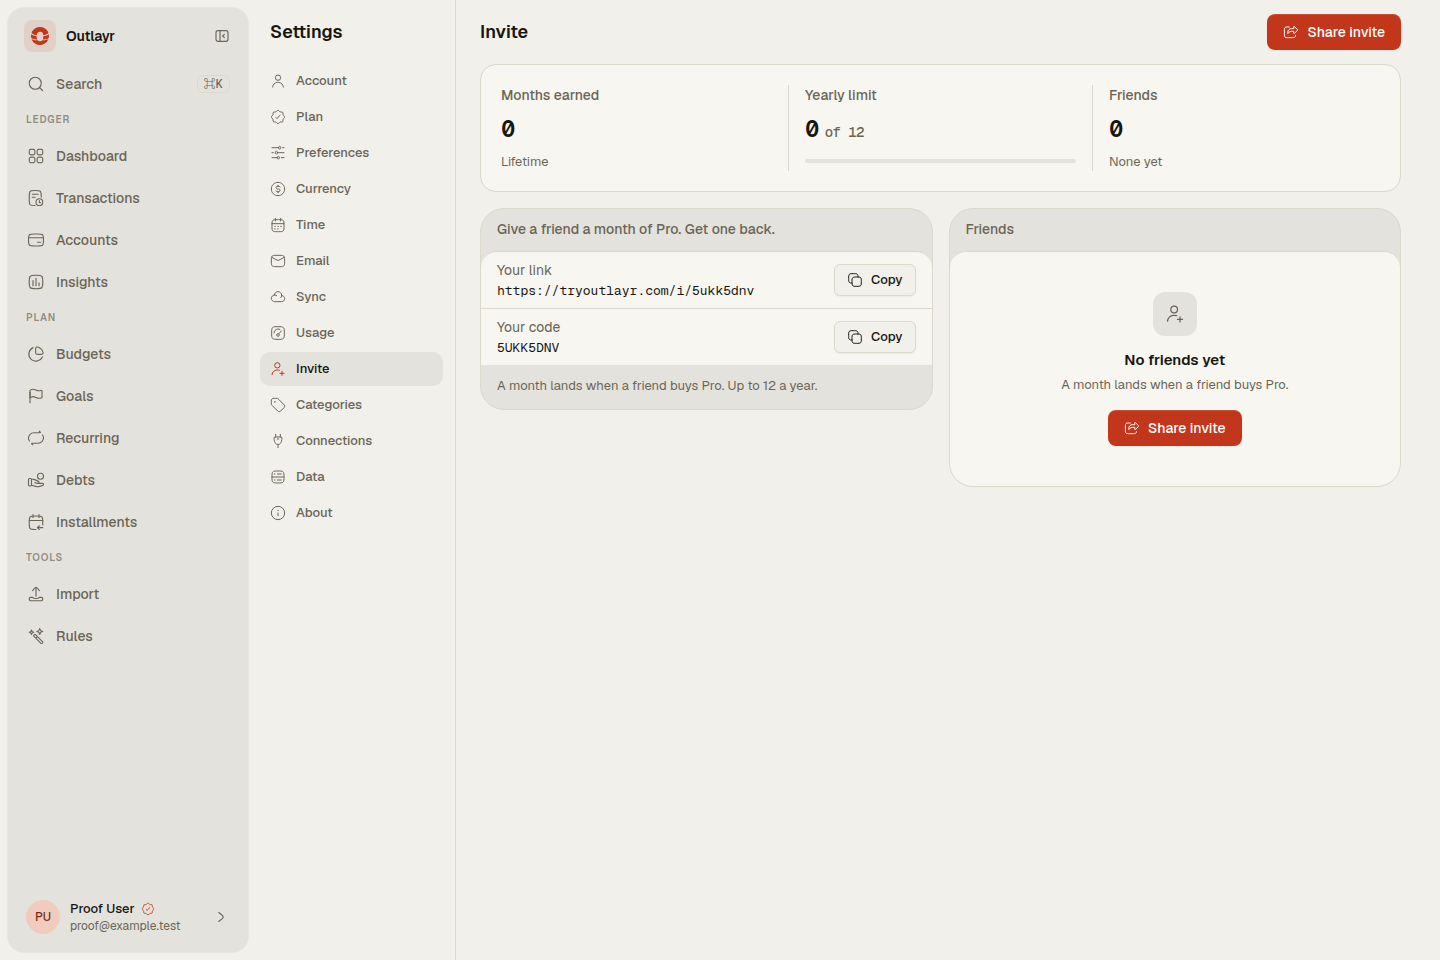 Outlayr
Search ⌘K
LEDGER
Dashboard
Transactions
Accounts
Insights
PLAN
Budgets
Goals
Recurring
Debts
Installments
TOOLS
Import
Rules
PU
Proof User
proof@example.test
Settings
Account
Plan
Preferences
Currency
Time
Email
Sync
Usage
Invite
Categories
Connections
Data
About
Invite
Share invite
Months earned
0
Lifetime
Yearly limit
0 of 12
Friends
0
None yet
Give a friend a month of Pro. Get one back.
Your link
https://tryoutlayr.com/i/5ukk5dnv
Copy
Your code
5UKK5DNV
Copy
A month lands when a friend buys Pro. Up to 12 a year.
Friends
No friends yet
A month lands when a friend buys Pro.
Share invite